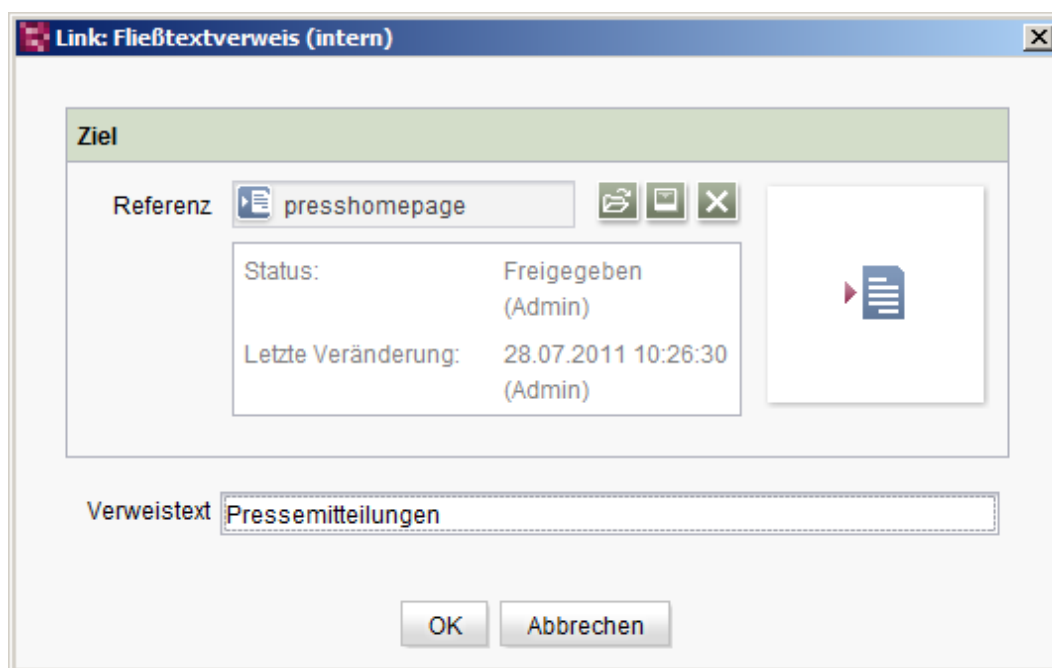 Link: Fließtextverweis (intern)
Ziel
Referenz presshomepage
Status: Freigegeben
(Admin)
Letzte Veränderung: 28.07.2011 10:26:30
(Admin)
Verweistext Pressemitteilungen
OK Abbrechen